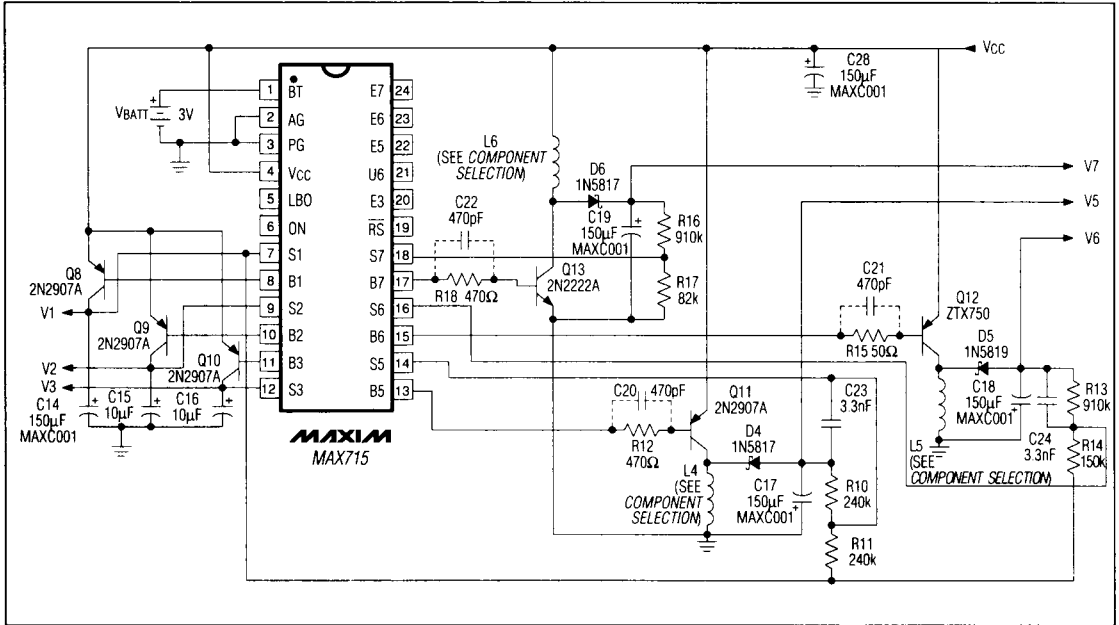 VCC
C28
150µF
MAXC001
VBATT
3V
1 BT
2 AG
3 PG
4 VCC
5 LBO
6 ON
7 S1
8 B1
9 S2
10 B2
11 B3
12 S3
E7 24
E6 23
E5 22
U6 21
E3 20
RS 19
S7 18
B7 17
S6 16
B6 15
S5 14
B5 13
MAXIM
MAX715
Q8
2N2907A
V1
Q9
2N2907A
V2
Q10
2N2907A
V3
C14
150µF
MAXC001
C15
10µF
C16
10µF
L6
(SEE COMPONENT
SELECTION)
D6
1N5817
C22
470pF
R18 470Ω
Q13
2N2222A
C19
150µF
MAXC001
R16
910k
R17
82k
V7
V5
V6
C21
470pF
R15 50Ω
Q12
ZTX750
D5
1N5819
C18
150µF
MAXC001
C24
3.3nF
R13
910k
R14
150k
L5
(SEE
COMPONENT SELECTION)
C20 470pF
R12
470Ω
Q11
2N2907A
D4
1N5817
L4
(SEE
COMPONENT
SELECTION)
C17
150µF
MAXC001
C23
3.3nF
R10
240k
R11
240k